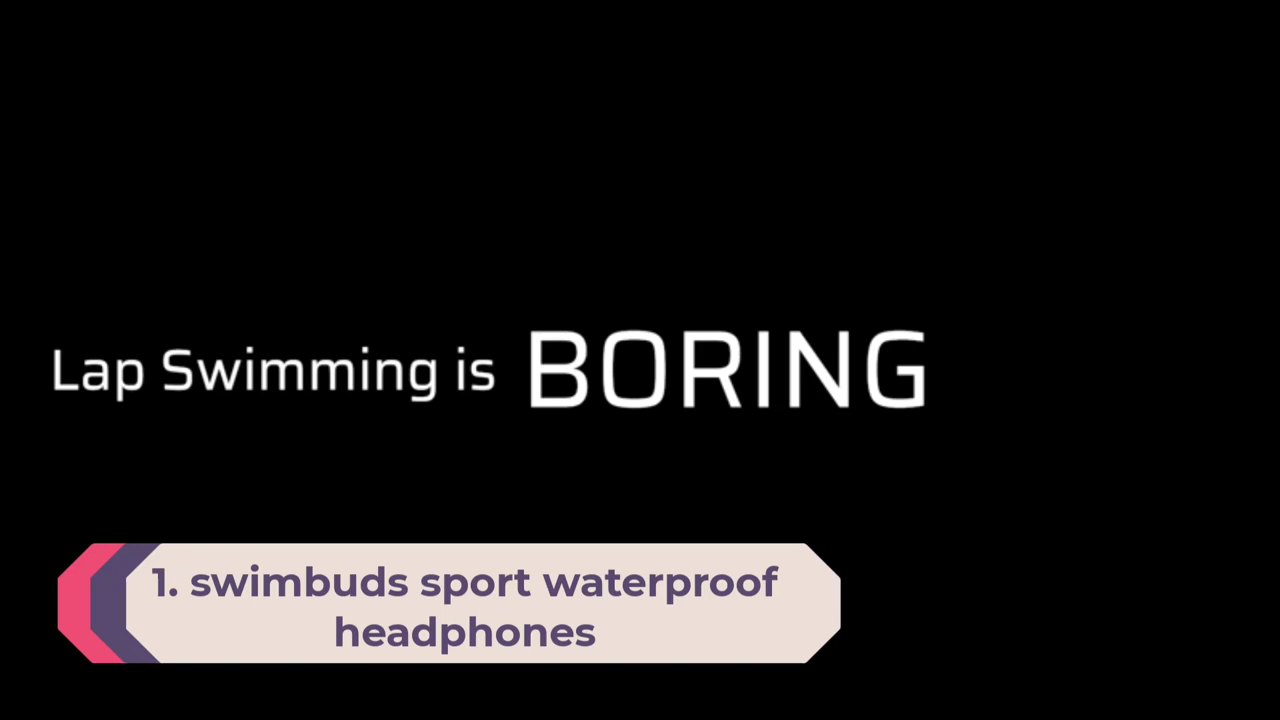 Lap Swimming is BORING
1. swimbuds sport waterproof
headphones